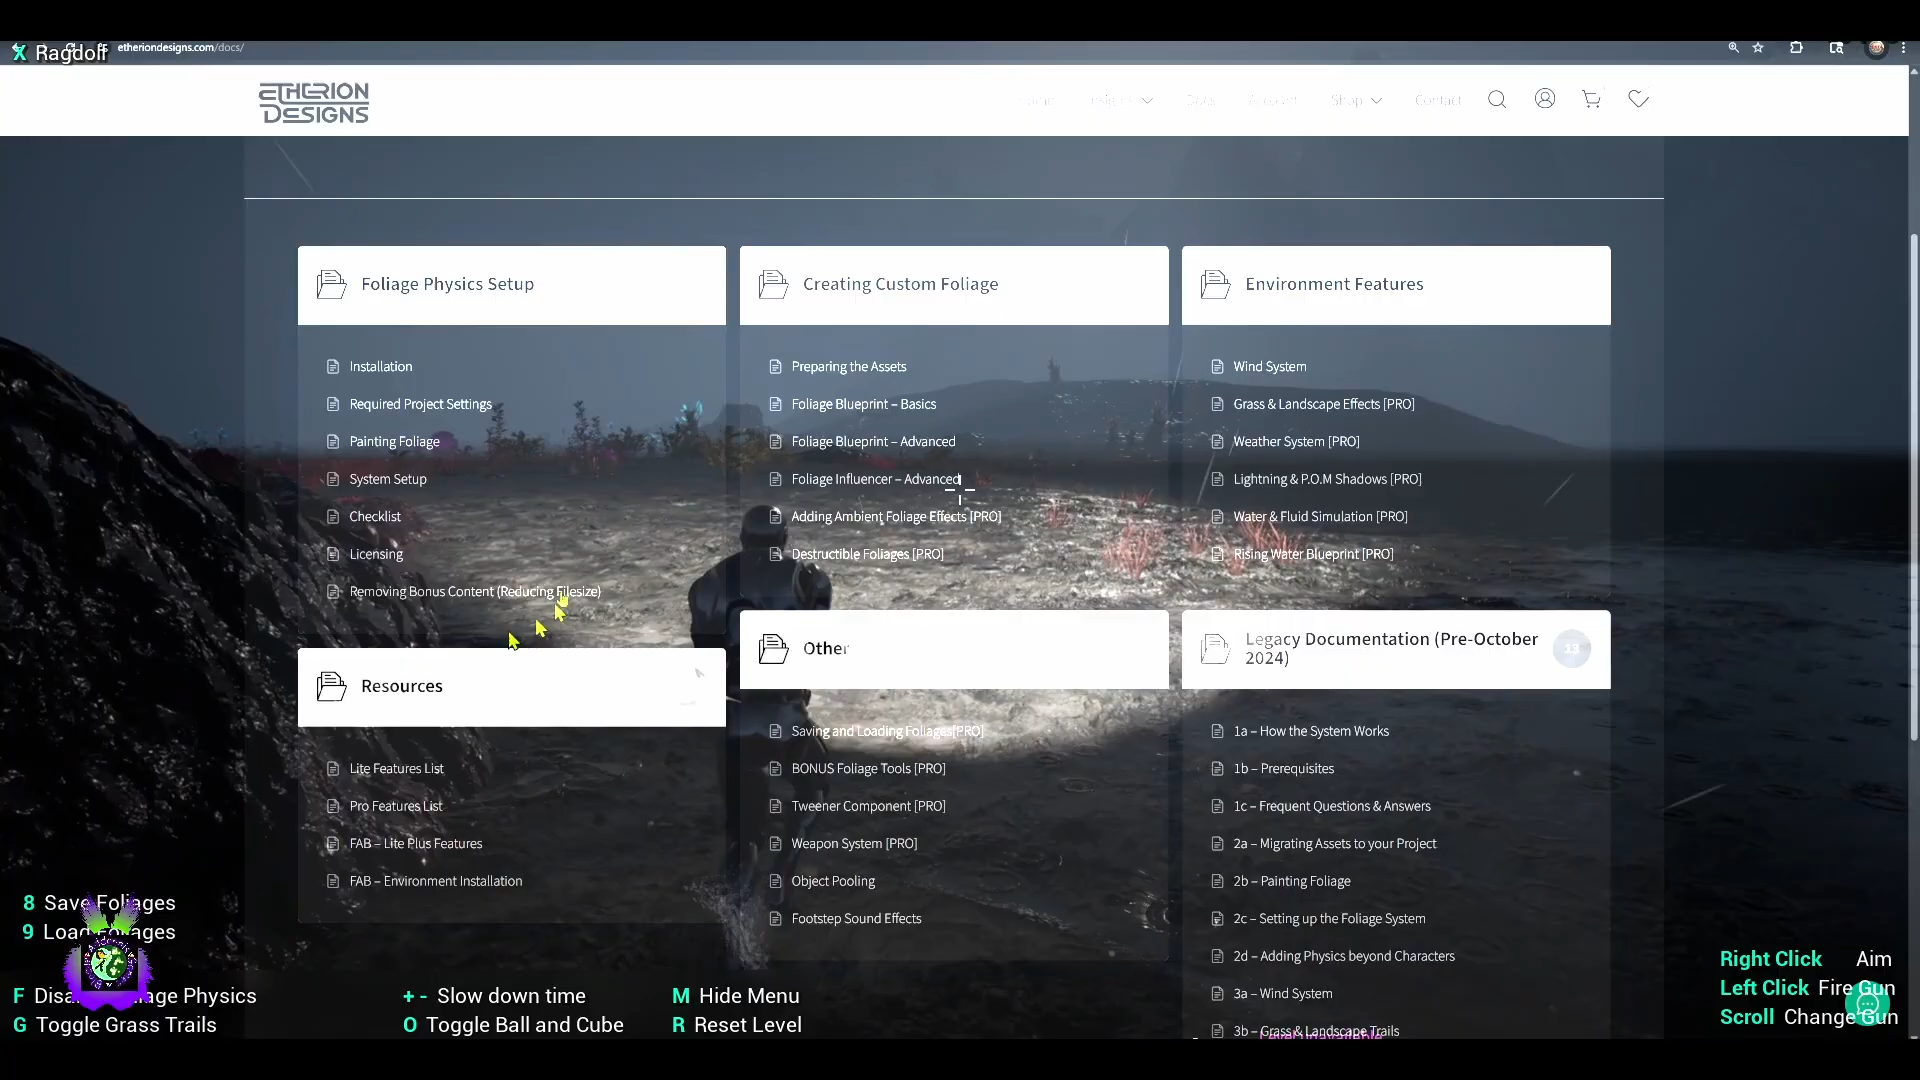 X Ragdoll
etheriondesigns.com/docs/
ETHERION
DESIGNS
Docs
Account
Shop
Contact
Foliage Physics Setup
Installation
Required Project Settings
Painting Foliage
System Setup
Checklist
Licensing
Removing Bonus Content (Reducing Filesize)
Resources
Lite Features List
Pro Features List
FAB – Lite Plus Features
FAB – Environment Installation
Creating Custom Foliage
Preparing the Assets
Foliage Blueprint – Basics
Foliage Blueprint – Advanced
Foliage Influencer – Advanced
Adding Ambient Foliage Effects [PRO]
Destructible Foliages [PRO]
Other
Saving and Loading Foliages[PRO]
BONUS Foliage Tools [PRO]
Tweener Component [PRO]
Weapon System [PRO]
Object Pooling
Footstep Sound Effects
Environment Features
Wind System
Grass & Landscape Effects [PRO]
Weather System [PRO]
Lightning & P.O.M Shadows [PRO]
Water & Fluid Simulation [PRO]
Rising Water Blueprint [PRO]
Legacy Documentation (Pre-October
2024)
13
1a – How the System Works
1b – Prerequisites
1c – Frequent Questions & Answers
2a – Migrating Assets to your Project
2b – Painting Foliage
2c – Setting up the Foliage System
2d – Adding Physics beyond Characters
3a – Wind System
3b – Grass & Landscape Trails
Level Unavailable
8 Save Foliages
9 Load Foliages
F Physics
G Toggle Grass Trails
+ - Slow down time
O Toggle Ball and Cube
M Hide Menu
R Reset Level
Right Click Aim
Left Click Fire Gun
Scroll Change Gun